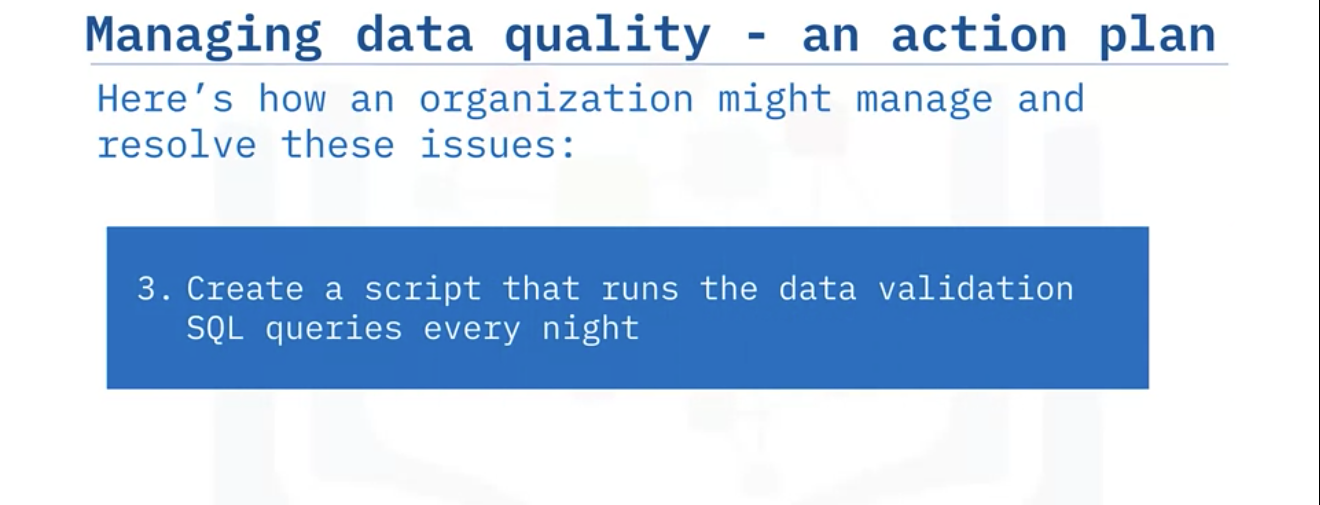 Managing data quality - an action plan
Here’s how an organization might manage and
resolve these issues:
3. Create a script that runs the data validation
SQL queries every night